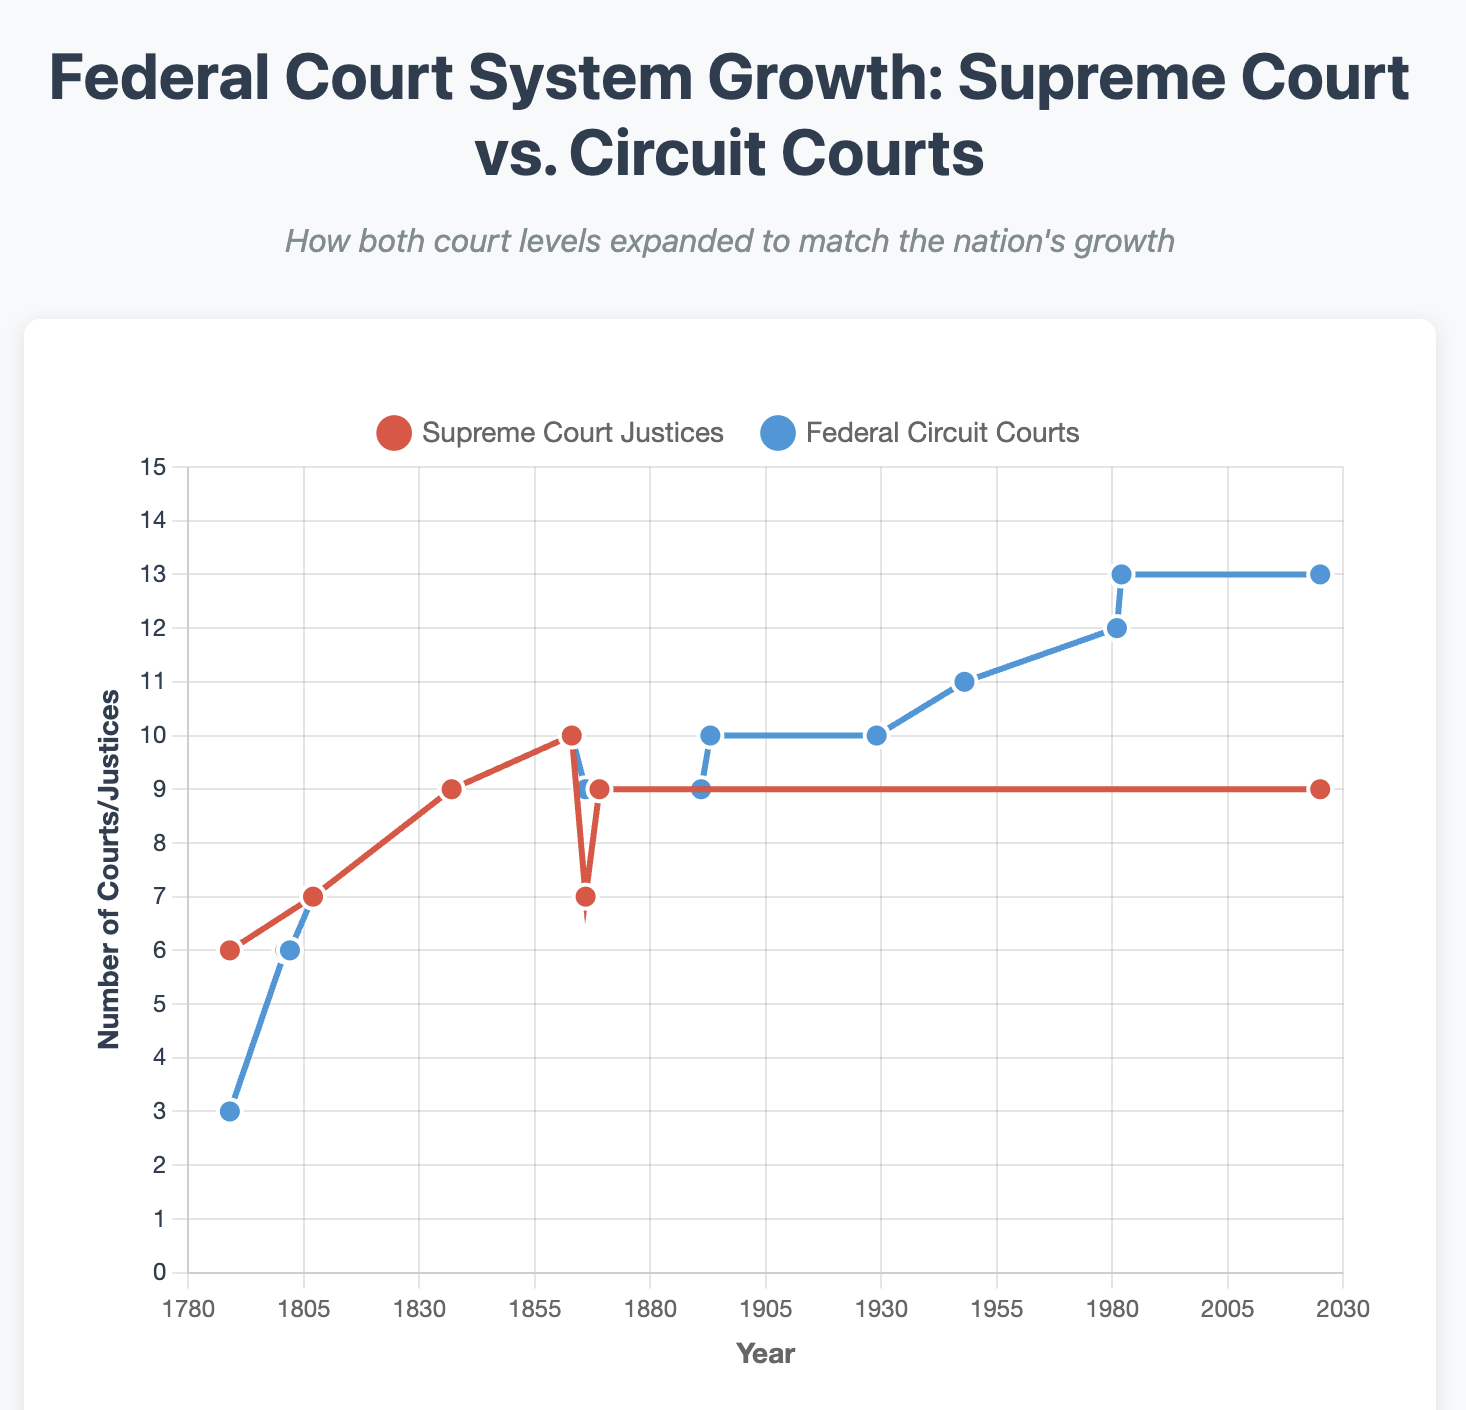 Federal Court System Growth: Supreme Court
vs. Circuit Courts
How both court levels expanded to match the nation's growth
Supreme Court Justices
Federal Circuit Courts
15
14
13
12
11
10
9
8
7
6
5
4
3
2
1
0
Number of Courts/Justices
1780 1805 1830 1855 1880 1905 1930 1955 1980 2005 2030
Year